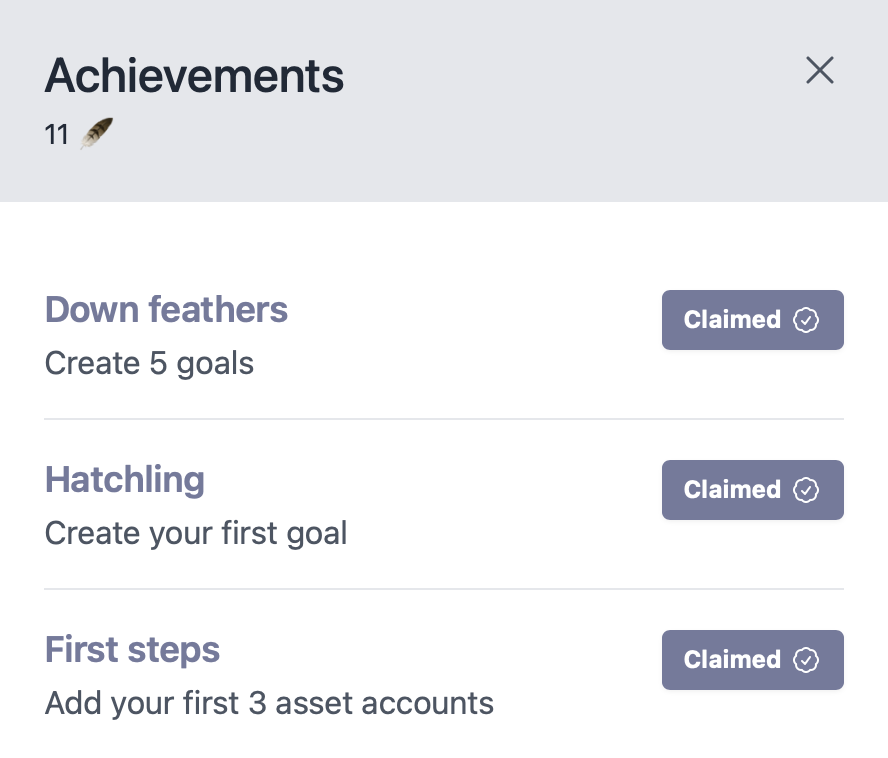 Achievements
11
Down feathers
Claimed
Create 5 goals
Hatchling
Claimed
Create your first goal
First steps
Claimed
Add your first 3 asset accounts